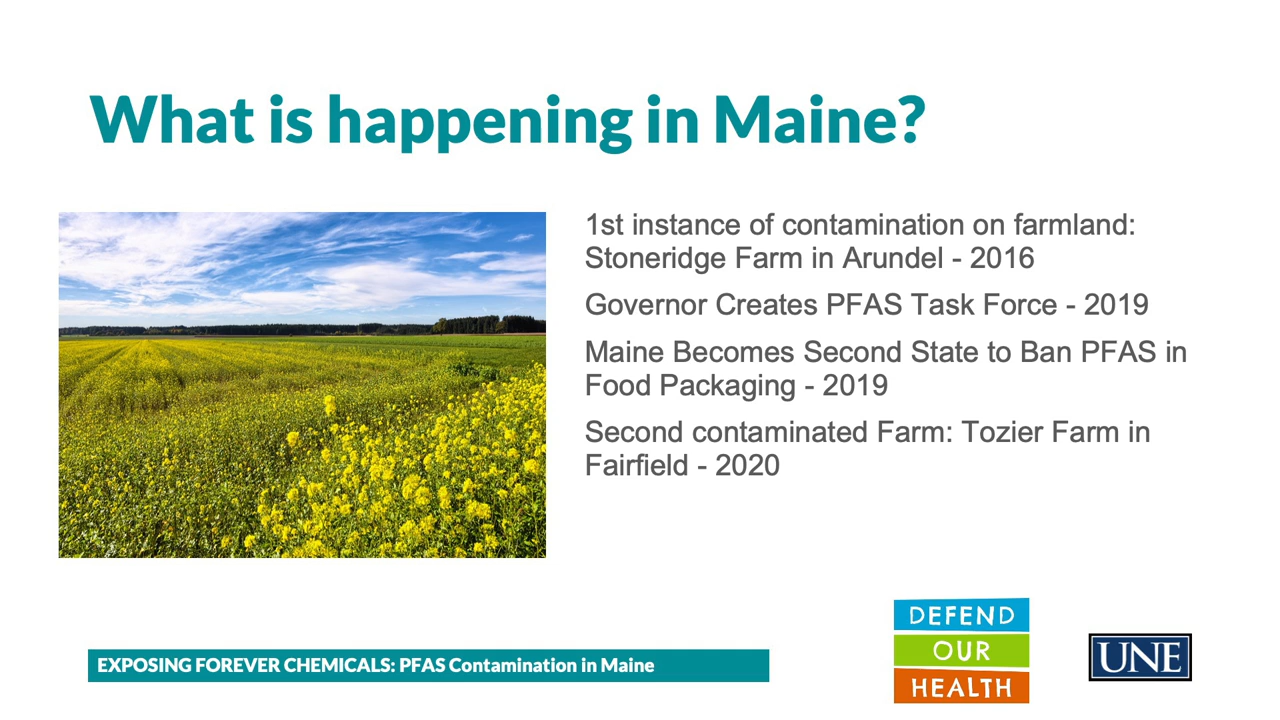 What is happening in Maine?
1st instance of contamination on farmland:
Stoneridge Farm in Arundel - 2016
Governor Creates PFAS Task Force - 2019
Maine Becomes Second State to Ban PFAS in
Food Packaging - 2019
Second contaminated Farm: Tozier Farm in
Fairfield - 2020
EXPOSING FOREVER CHEMICALS: PFAS Contamination in Maine
DEFEND
OUR
HEALTH
UNE